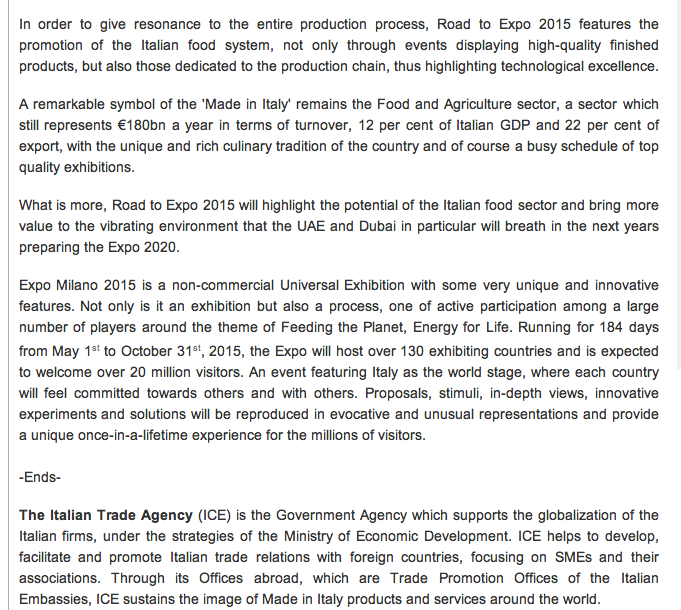 In order to give resonance to the entire production process, Road to Expo 2015 features the
promotion of the Italian food system, not only through events displaying high-quality finished
products, but also those dedicated to the production chain, thus highlighting technological excellence.
A remarkable symbol of the 'Made in Italy' remains the Food and Agriculture sector, a sector which
still represents €180bn a year in terms of turnover, 12 per cent of Italian GDP and 22 per cent of
export, with the unique and rich culinary tradition of the country and of course a busy schedule of top
quality exhibitions.
What is more, Road to Expo 2015 will highlight the potential of the Italian food sector and bring more
value to the vibrating environment that the UAE and Dubai in particular will breath in the next years
preparing the Expo 2020.
Expo Milano 2015 is a non-commercial Universal Exhibition with some very unique and innovative
features. Not only is it an exhibition but also a process, one of active participation among a large
number of players around the theme of Feeding the Planet, Energy for Life. Running for 184 days
from May 1st to October 31st, 2015, the Expo will host over 130 exhibiting countries and is expected
to welcome over 20 million visitors. An event featuring Italy as the world stage, where each country
will feel committed towards others and with others. Proposals, stimuli, in-depth views, innovative
experiments and solutions will be reproduced in evocative and unusual representations and provide
a unique once-in-a-lifetime experience for the millions of visitors.
-Ends-
The Italian Trade Agency (ICE) is the Government Agency which supports the globalization of the
Italian firms, under the strategies of the Ministry of Economic Development. ICE helps to develop,
facilitate and promote Italian trade relations with foreign countries, focusing on SMEs and their
associations. Through its Offices abroad, which are Trade Promotion Offices of the Italian
Embassies, ICE sustains the image of Made in Italy products and services around the world.